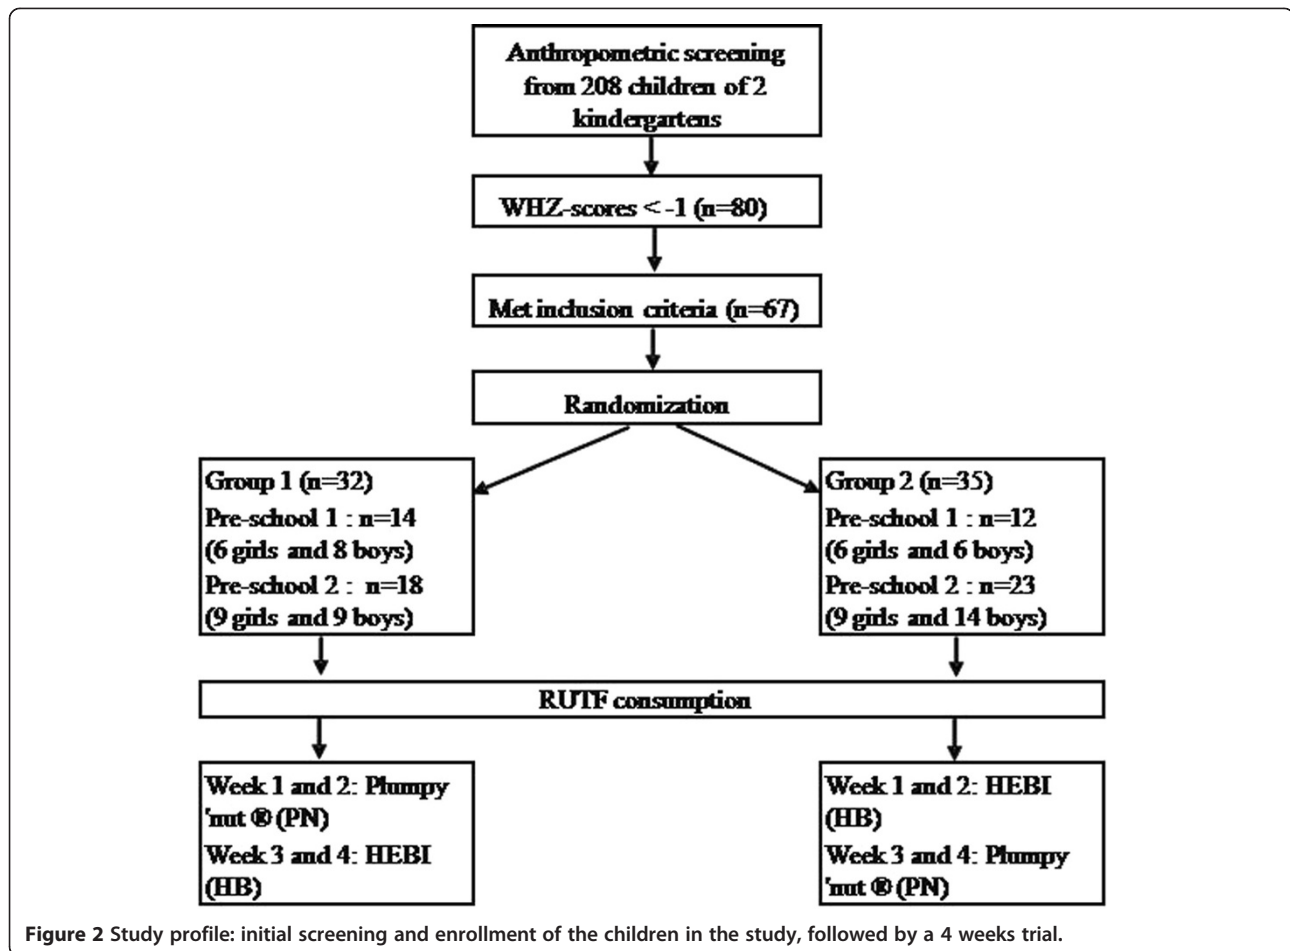 Anthropometric screening
from 208 children of 2
kindergartens
WHZ-scores < -1 (n=80)
Met inclusion criteria (n=67)
Randomization
Group 1 (n=32)
Pre-school 1 : n=14
(6 girls and 8 boys)
Pre-school 2 : n=18
(9 girls and 9 boys)
Group 2 (n=35)
Pre-school 1 : n=12
(6 girls and 6 boys)
Pre-school 2 : n=23
(9 girls and 14 boys)
RUTF consumption
Week 1 and 2: Plumpy
'nut ® (PN)
Week 3 and 4: HEBI
(HB)
Week 1 and 2: HEBI
(HB)
Week 3 and 4: Plumpy
'nut ® (PN)
Figure 2 Study profile: initial screening and enrollment of the children in the study, followed by a 4 weeks trial.